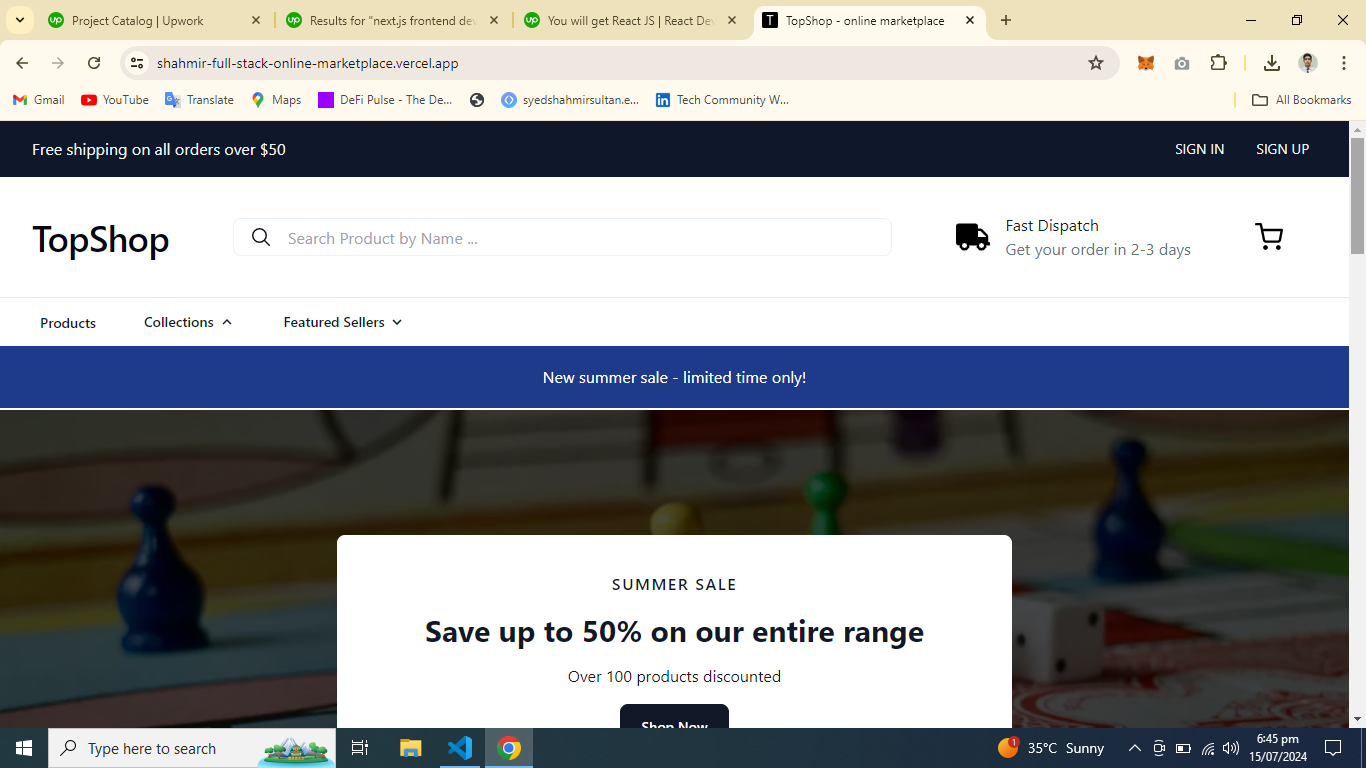 Project Catalog | Upwork
Results for "next.js frontend dev
You will get React JS | React Dev
T
TopShop - online marketplace
shahmir-full-stack-online-marketplace.vercel.app
Gmail
YouTube
Translate
Maps
DeFi Pulse - The De...
syedshahmirsultan.e...
Tech Community W...
All Bookmarks
Free shipping on all orders over $50
SIGN IN
SIGN UP
TopShop
Search Product by Name ...
Fast Dispatch
Get your order in 2-3 days
Products
Collections
Featured Sellers
New summer sale - limited time only!
SUMMER SALE
Save up to 50% on our entire range
Over 100 products discounted
Shop Now
Type here to search
1
35°C Sunny
6:45 pm
15/07/2024